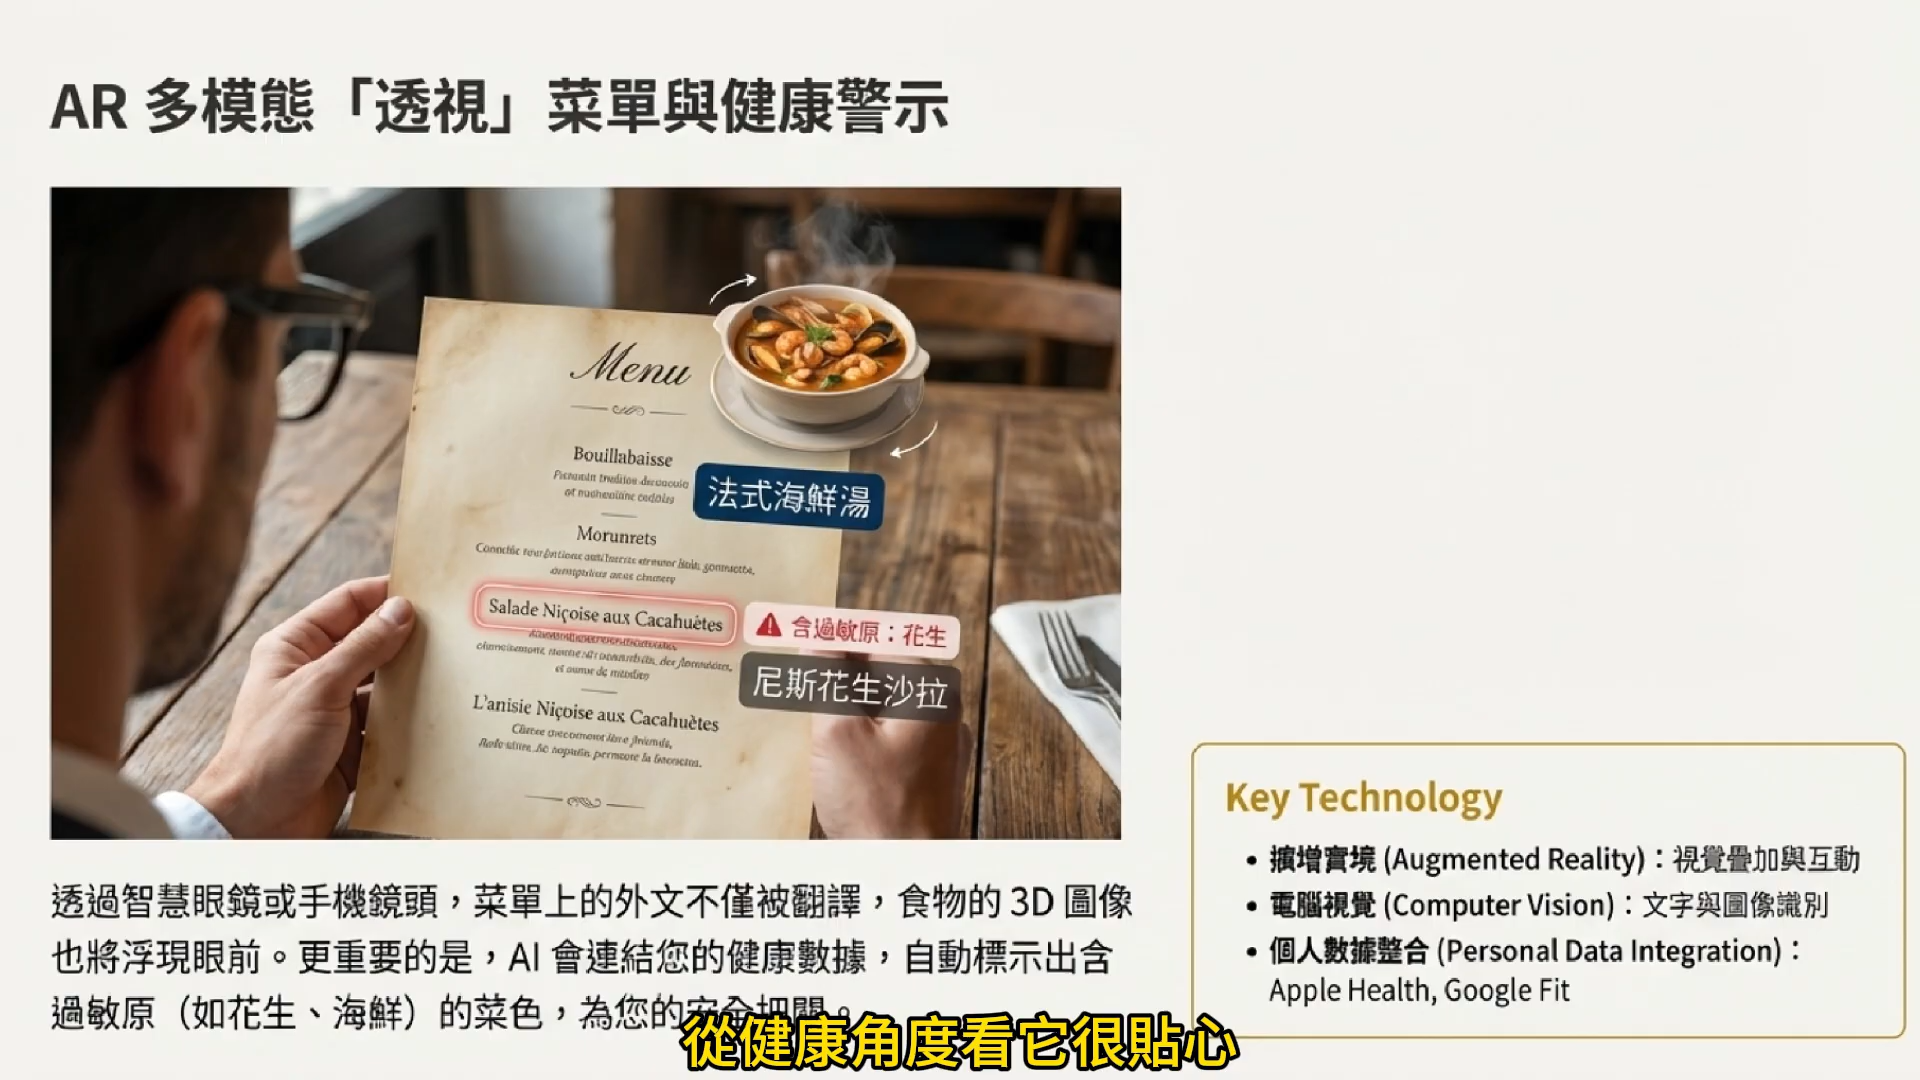 AR 多模態「透視」菜單與健康警示
Menu
Bouillabaisse
法式海鮮湯
Morunrets
Salade Niçoise aux Cacahuètes
含過敏原：花生
尼斯花生沙拉
L'anisie Niçoise aux Cacahuètes
透過智慧眼鏡或手機鏡頭，菜單上的外文不僅被翻譯，食物的 3D 圖像
也將浮現眼前。更重要的是，AI 會連結您的健康數據，自動標示出含
過敏原（如花生、海鮮）的菜色，為您的安全把關。
Key Technology
• 擴增實境 (Augmented Reality)：視覺疊加與互動
• 電腦視覺 (Computer Vision)：文字與圖像識別
• 個人數據整合 (Personal Data Integration)：
Apple Health, Google Fit
從健康角度看它很貼心